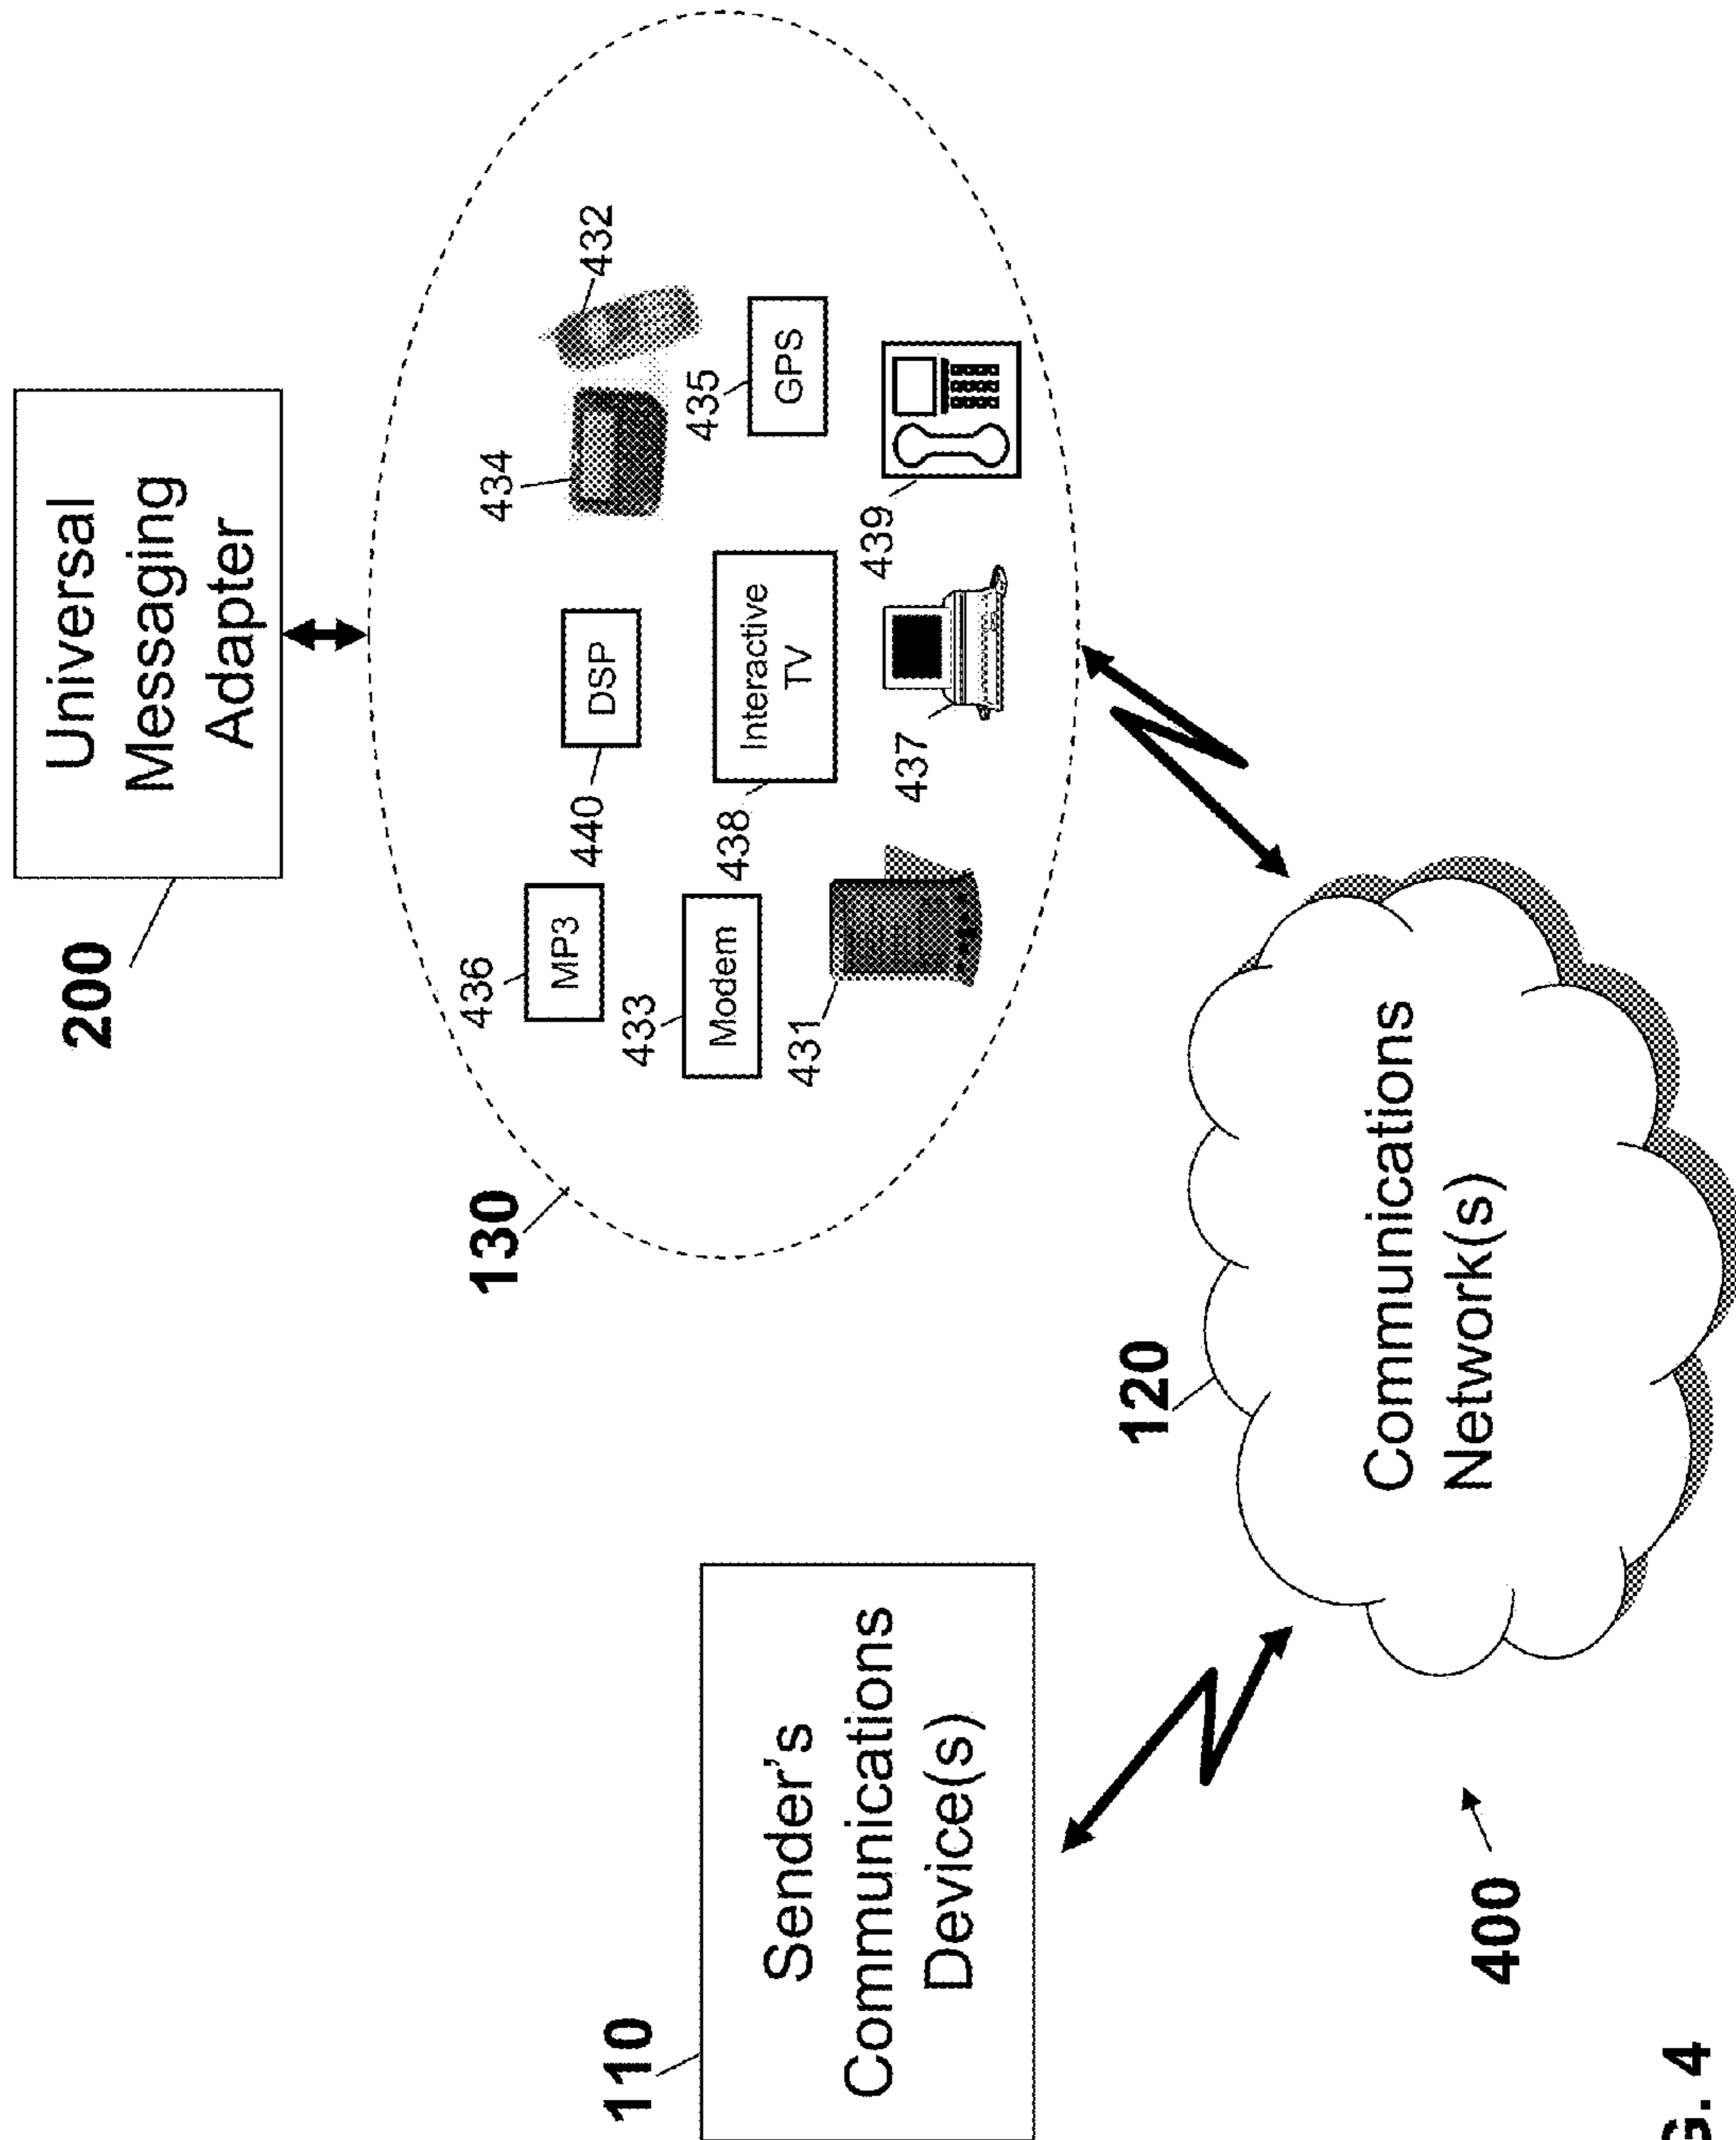 Universal
Messaging
Adapter
200
130
436
MP3
440
DSP
434
432
433
Modem
438
Interactive
TV
435
GPS
431
437
439
110
Sender's
Communications
Device(s)
120
Communications
Network(s)
400
G. 4